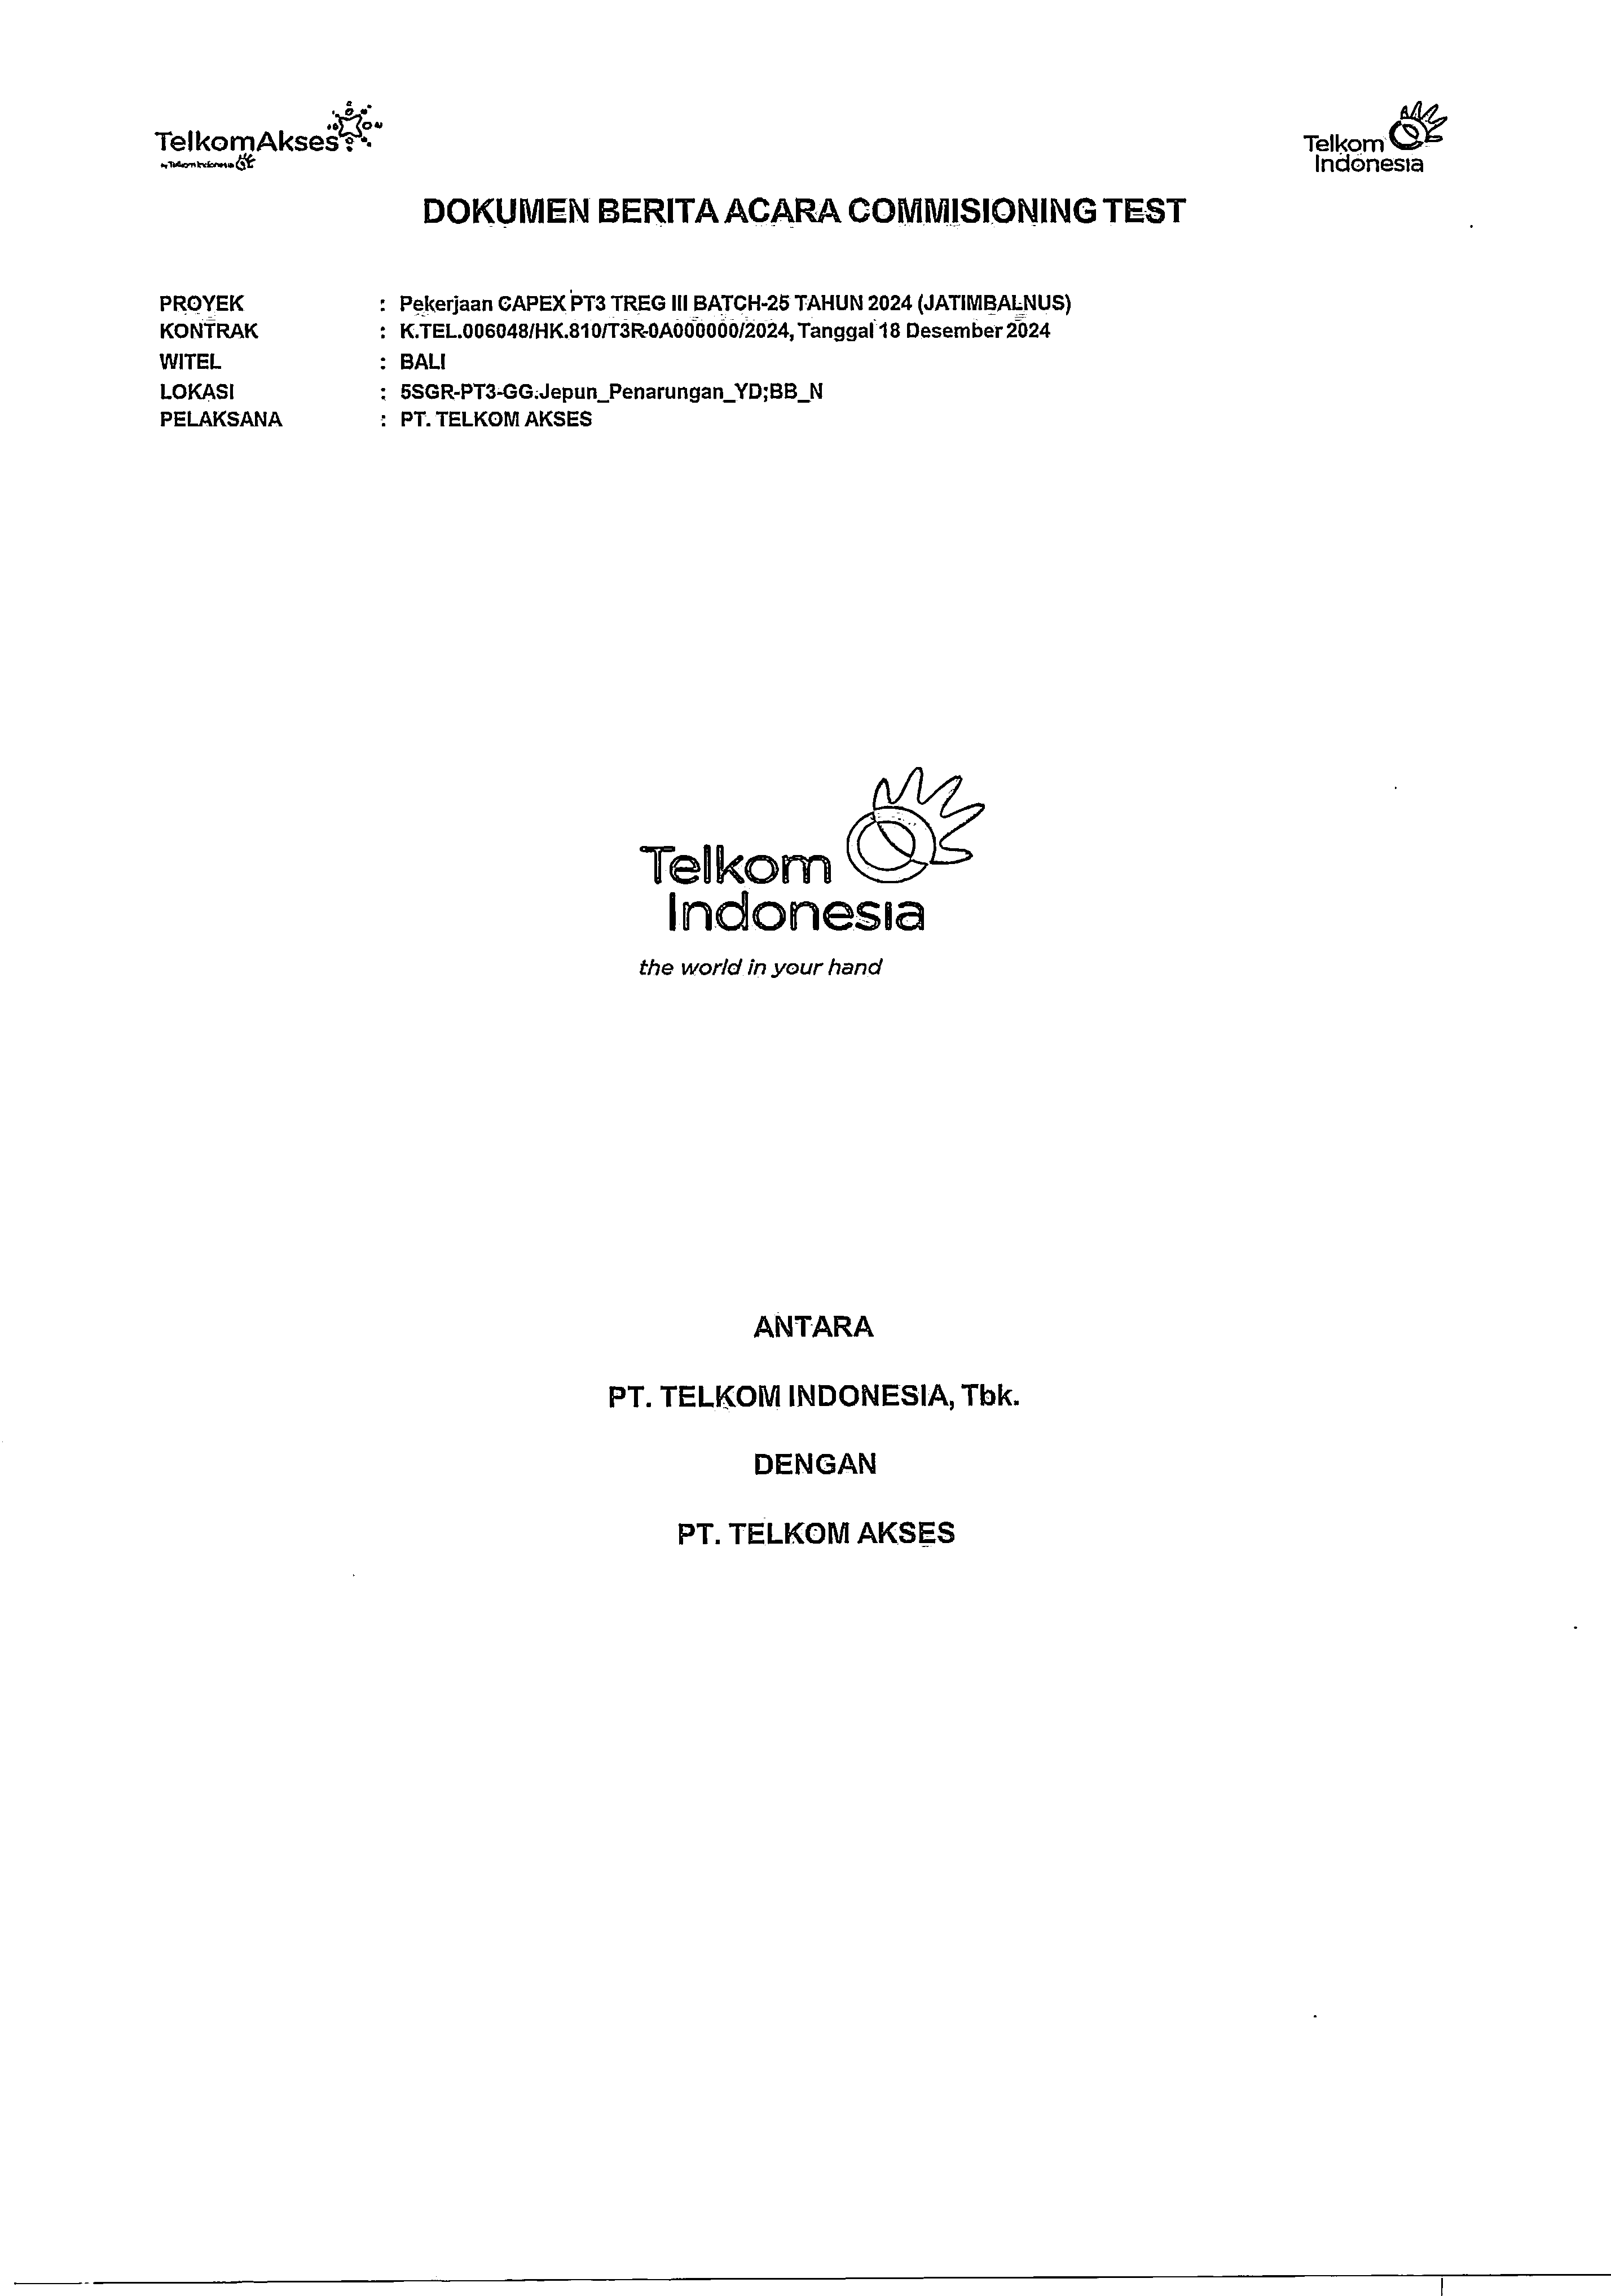 TelkomAkses
by Telkom Indonesia
Telkom
Indonesia
DOKUMEN BERITA ACARA COMMISIONING TEST
PROYEK : Pekerjaan CAPEX PT3 TREG III BATCH-25 TAHUN 2024 (JATIMBALNUS)
KONTRAK : K.TEL.006048/HK.810/T3R-0A000000/2024, Tanggal 18 Desember 2024
WITEL : BALI
LOKASI : 5SGR-PT3-GG.Jepun_Penarungan_YD;BB_N
PELAKSANA : PT. TELKOM AKSES
Telkom
Indonesia
the world in your hand
ANTARA
PT. TELKOM INDONESIA, Tbk.
DENGAN
PT. TELKOM AKSES